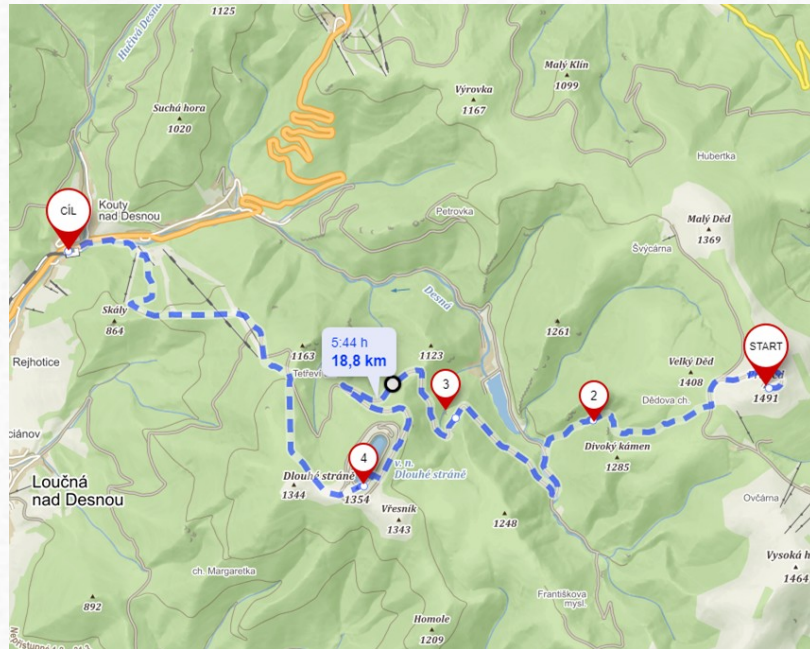 1125
Hučivá Desná
Malý Klín
1099
Výrovka
1167
Suchá hora
1020
Hubertka
Kouty
nad Desnou
CÍL
Petrovka
Malý Děd
1369
Švýcárna
Desná
Skály
864
1261
5:44 h
18,8 km
1163
1123
START
Rejhotice
Velký Děd
1408
3
2
1491
Dědova ch.
Divoký kámen
1285
4
v. n.
Dlouhé stráně
Dlouhé stráně
1344
1354
Loučná
nad Desnou
Ovčárna
Vřesník
1343
1248
Vysoká h
1464
ch. Margaretka
Františkova
mysl.
892
Homole
1209